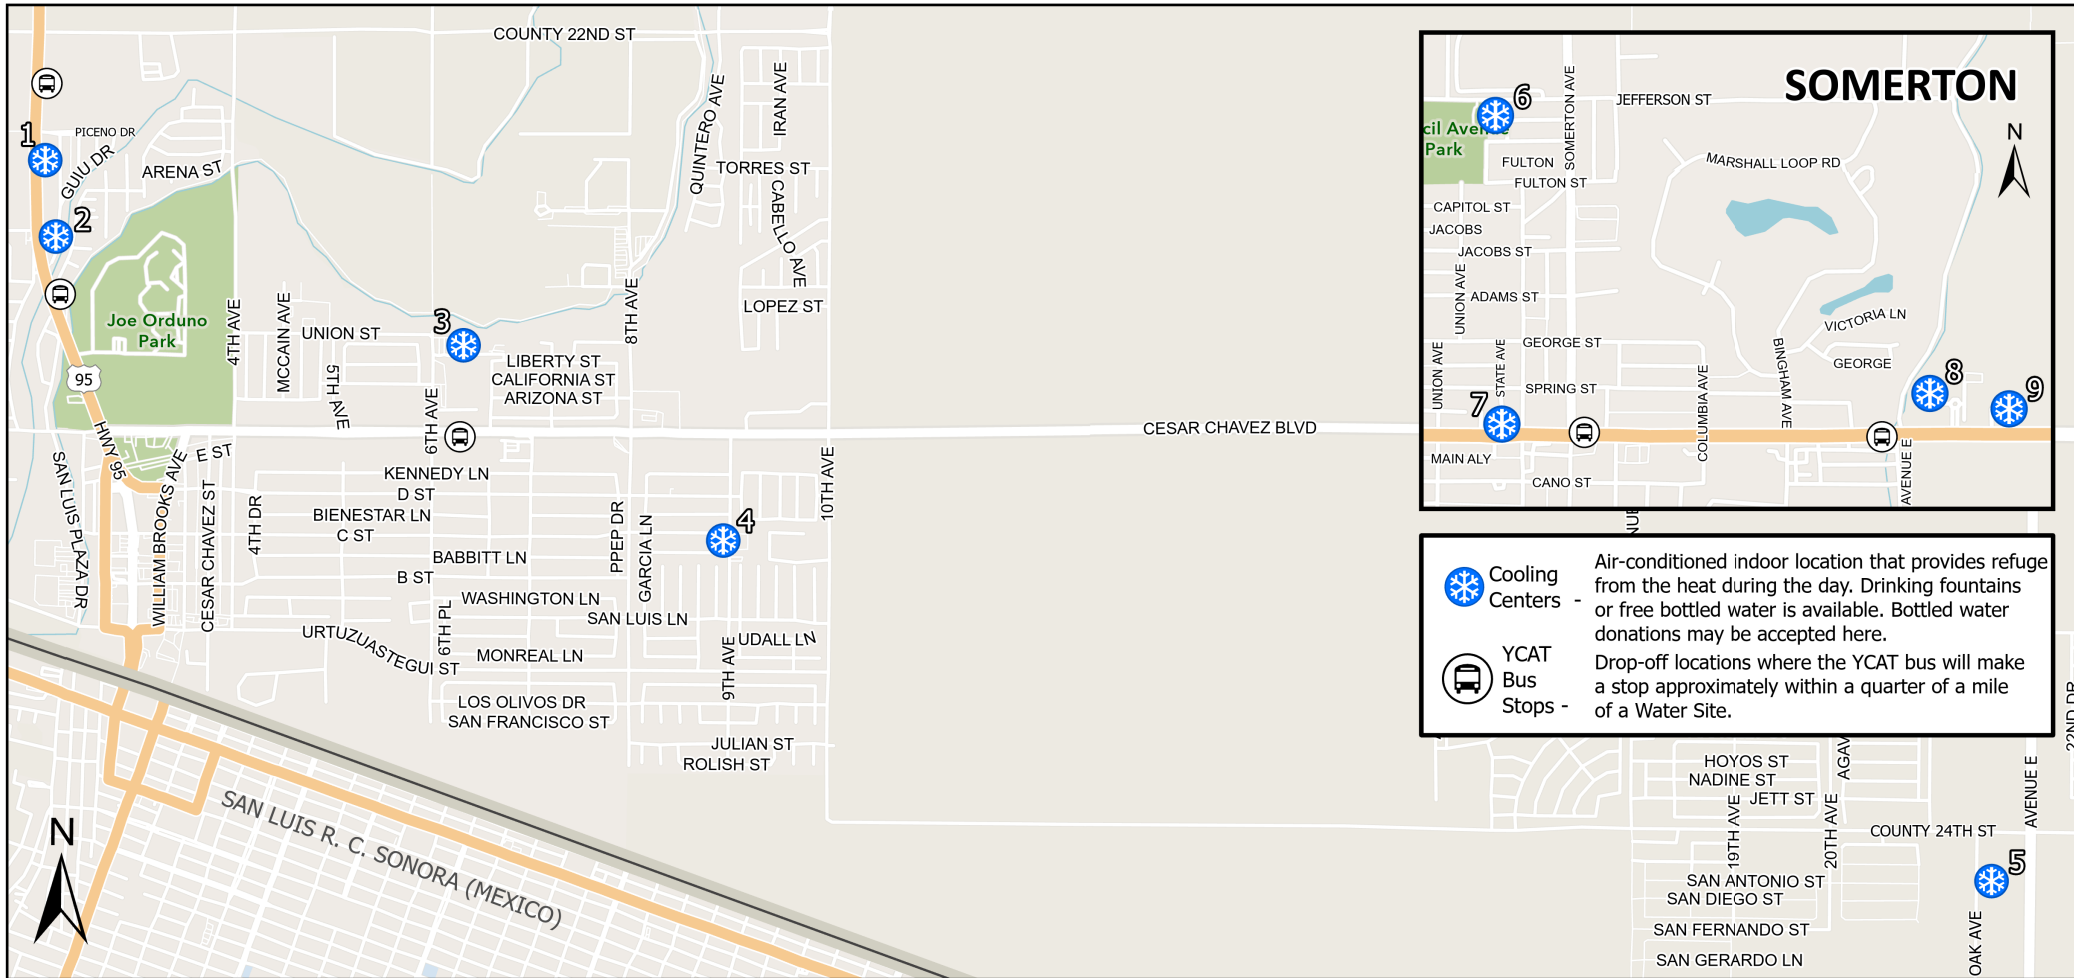 COUNTY 22ND ST
PICENO DR
1
GUIU DR
ARENA ST
2
QUINTERO AVE
IRAN AVE
TORRES ST
CABELLO AVE
LOPEZ ST
Joe Orduno
Park
4TH AVE
MCCAIN AVE
UNION ST
5TH AVE
3
8TH AVE
LIBERTY ST
CALIFORNIA ST
ARIZONA ST
6TH AVE
95
HWY 95
E ST
CESAR CHAVEZ BLVD
SAN LUIS PLAZA DR
WILLIAM BROOKS AVE
CESAR CHAVEZ ST
4TH DR
KENNEDY LN
D ST
BIENESTAR LN
C ST
BABBITT LN
B ST
PPEP DR
GARCIA LN
4
10TH AVE
WASHINGTON LN
SAN LUIS LN
6TH PL
URTUZUASTEGUI ST
MONREAL LN
UDALL LN
9TH AVE
LOS OLIVOS DR
SAN FRANCISCO ST
JULIAN ST
ROLISH ST
SAN LUIS R. C. SONORA (MEXICO)
N
SOMERTON
N
6
JEFFERSON ST
SOMERTON AVE
cil Avenue
Park
FULTON
FULTON ST
MARSHALL LOOP RD
CAPITOL ST
JACOBS
JACOBS ST
UNION AVE
ADAMS ST
VICTORIA LN
GEORGE ST
GEORGE
UNION AVE
STATE AVE
SPRING ST
COLUMBIA AVE
BINGHAM AVE
7
8
9
MAIN ALY
CANO ST
AVENUE E
NUE
Cooling
Centers -
Air-conditioned indoor location that provides refuge
from the heat during the day. Drinking fountains
or free bottled water is available. Bottled water
donations may be accepted here.
YCAT
Bus
Stops -
Drop-off locations where the YCAT bus will make
a stop approximately within a quarter of a mile
of a Water Site.
22ND DR
HOYOS ST
NADINE ST
JETT ST
AGAV
19TH AVE
20TH AVE
AVENUE E
COUNTY 24TH ST
5
SAN ANTONIO ST
SAN DIEGO ST
SAN FERNANDO ST
SAN GERARDO LN
OAK AVE